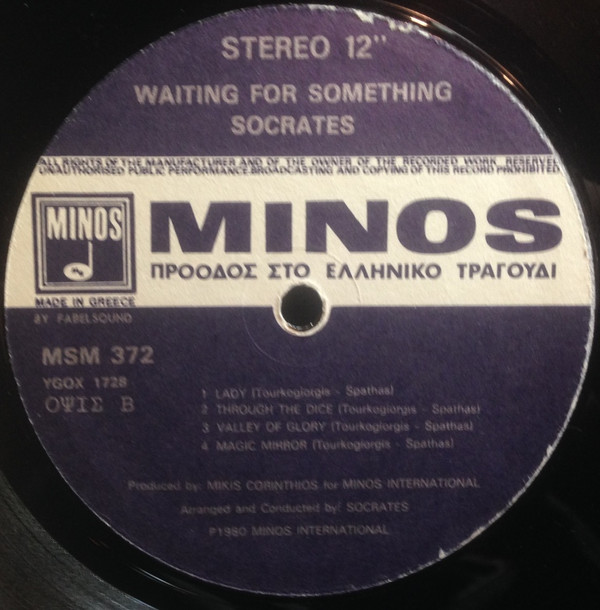 STEREO 12"
WAITING FOR SOMETHING
SOCRATES
ALL RIGHTS OF THE MANUFACTURER AND OF THE OWNER OF THE RECORDED WORK RESERVED
UNAUTHORISED PUBLIC PERFORMANCE.BROADCASTING AND COPYING OF THIS RECORD PROHIBITED
MINOS
MINOS
ΠΡΟΟΔΟΣ ΣΤΟ ΕΛΛΗΝΙΚΟ ΤΡΑΓΟΥΔΙ
MADE IN GREECE
BY FABELSOUND
MSM 372
YGOX 1728
ΟΨΙΣ Β
1 LADY (Tourkogiorgis - Spathas)
2 THROUGH THE DICE (Tourkogiorgis - Spathas)
3 VALLEY OF GLORY (Tourkogiorgis - Spathas)
4 MAGIC MIRROR (Tourkogiorgis - Spathas)
Produced by: MIKIS CORINTHIOS for MINOS INTERNATIONAL
Arranged and Conducted by: SOCRATES
℗1980 MINOS INTERNATIONAL